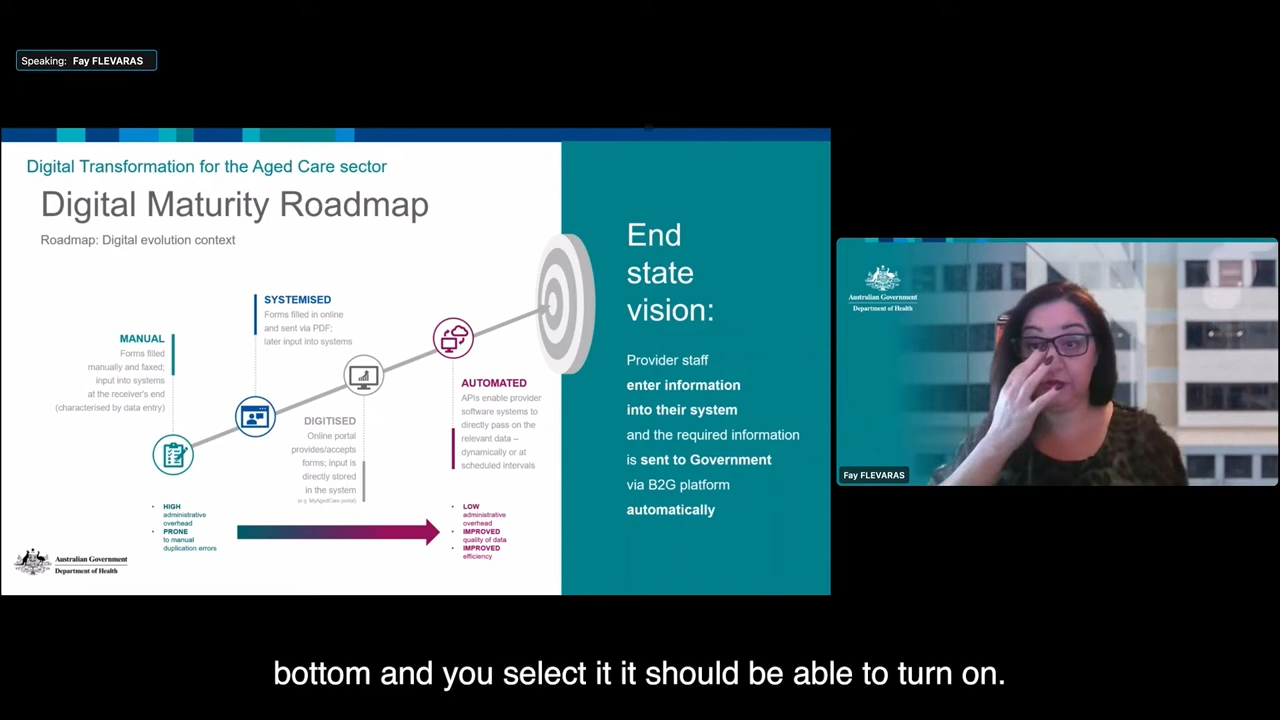 Speaking: Fay FLEVARAS
Digital Transformation for the Aged Care sector
Digital Maturity Roadmap
Roadmap: Digital evolution context
MANUAL
Forms filled
manually and faxed;
input into systems
at the receiver's end
(characterised by data entry)
SYSTEMISED
Forms filled in online
and sent via PDF;
later input into systems
DIGITISED
Online portal
provides/accepts
forms; input is
directly stored
in the system
(e.g. MyAgedCare portal)
AUTOMATED
APIs enable provider
software systems to
directly pass on the
relevant data –
dynamically or at
scheduled intervals
• HIGH
administrative
overhead
• PRONE
to manual
duplication errors
• LOW
administrative
overhead
• IMPROVED
quality of data
• IMPROVED
efficiency
Australian Government
Department of Health
End
state
vision:
Provider staff
enter information
into their system
and the required information
is sent to Government
via B2G platform
automatically
Australian Government
Department of Health
Fay FLEVARAS
bottom and you select it it should be able to turn on.